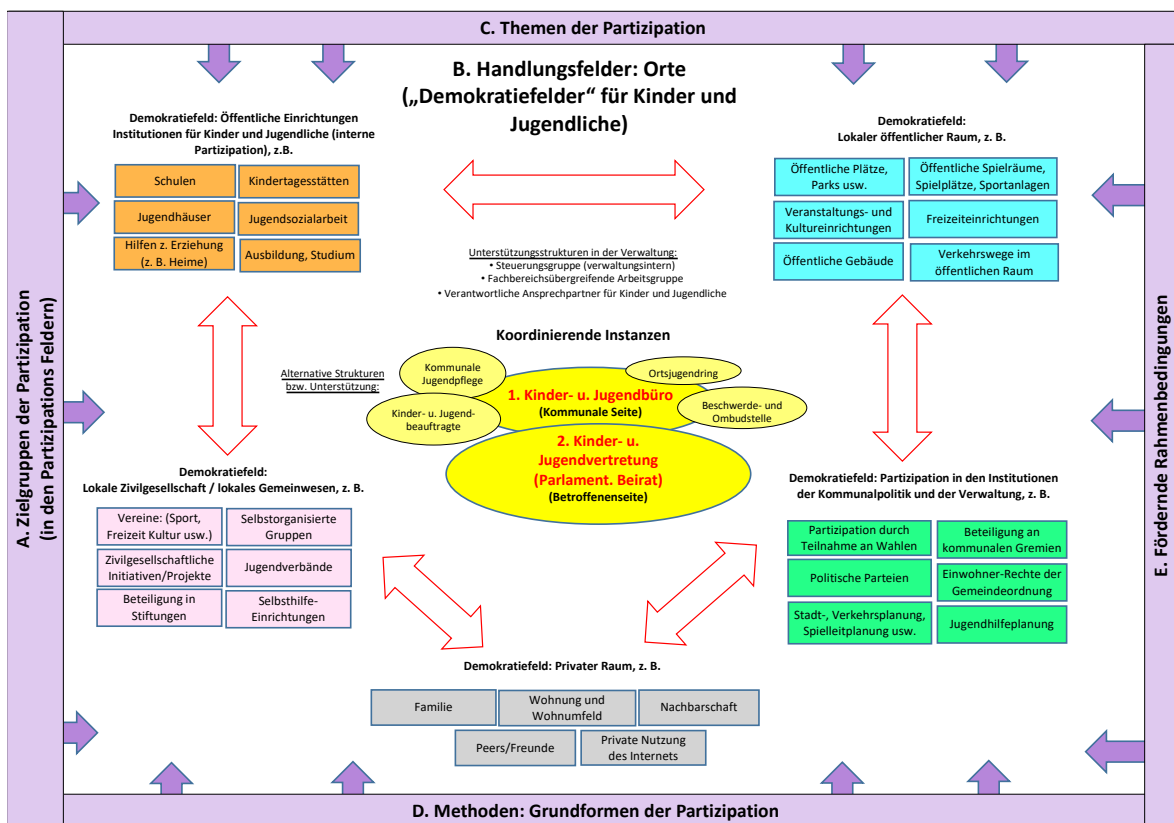 C. Themen der Partizipation
A. Zielgruppen der Partizipation
(in den Partizipations Feldern)
B. Handlungsfelder: Orte
(„Demokratiefelder“ für Kinder und
Jugendliche)
Demokratiefeld: Öffentliche Einrichtungen
Institutionen für Kinder und Jugendliche (interne
Partizipation), z.B.
Schulen
Kindertagesstätten
Jugendhäuser
Jugendsozialarbeit
Hilfen z. Erziehung
(z. B. Heime)
Ausbildung, Studium
Demokratiefeld:
Lokaler öffentlicher Raum, z. B.
Öffentliche Plätze,
Parks usw.
Öffentliche Spielräume,
Spielplätze, Sportanlagen
Veranstaltungs- und
Kultureinrichtungen
Freizeiteinrichtungen
Öffentliche Gebäude
Verkehrswege im
öffentlichen Raum
Unterstützungsstrukturen in der Verwaltung:
• Steuerungsgruppe (verwaltungsintern)
• Fachbereichsübergreifende Arbeitsgruppe
• Verantwortliche Ansprechpartner für Kinder und Jugendliche
Koordinierende Instanzen
Alternative Strukturen
bzw. Unterstützung:
Kommunale
Jugendpflege
Ortsjugendring
Kinder- u. Jugend-
beauftragte
Beschwerde- und
Ombudstelle
1. Kinder- u. Jugendbüro
(Kommunale Seite)
2. Kinder- u.
Jugendvertretung
(Parlament. Beirat)
(Betroffenenseite)
Demokratiefeld:
Lokale Zivilgesellschaft / lokales Gemeinwesen, z. B.
Vereine: (Sport,
Freizeit Kultur usw.)
Selbstorganisierte
Gruppen
Zivilgesellschaftliche
Initiativen/Projekte
Jugendverbände
Beteiligung in
Stiftungen
Selbsthilfe-
Einrichtungen
Demokratiefeld: Partizipation in den Institutionen
der Kommunalpolitik und der Verwaltung, z. B.
Partizipation durch
Teilnahme an Wahlen
Beteiligung an
kommunalen Gremien
Politische Parteien
Einwohner-Rechte der
Gemeindeordnung
Stadt-, Verkehrsplanung,
Spielleitplanung usw.
Jugendhilfeplanung
Demokratiefeld: Privater Raum, z. B.
Familie
Wohnung und
Wohnumfeld
Nachbarschaft
Peers/Freunde
Private Nutzung
des Internets
E. Fördernde Rahmenbedingungen
D. Methoden: Grundformen der Partizipation